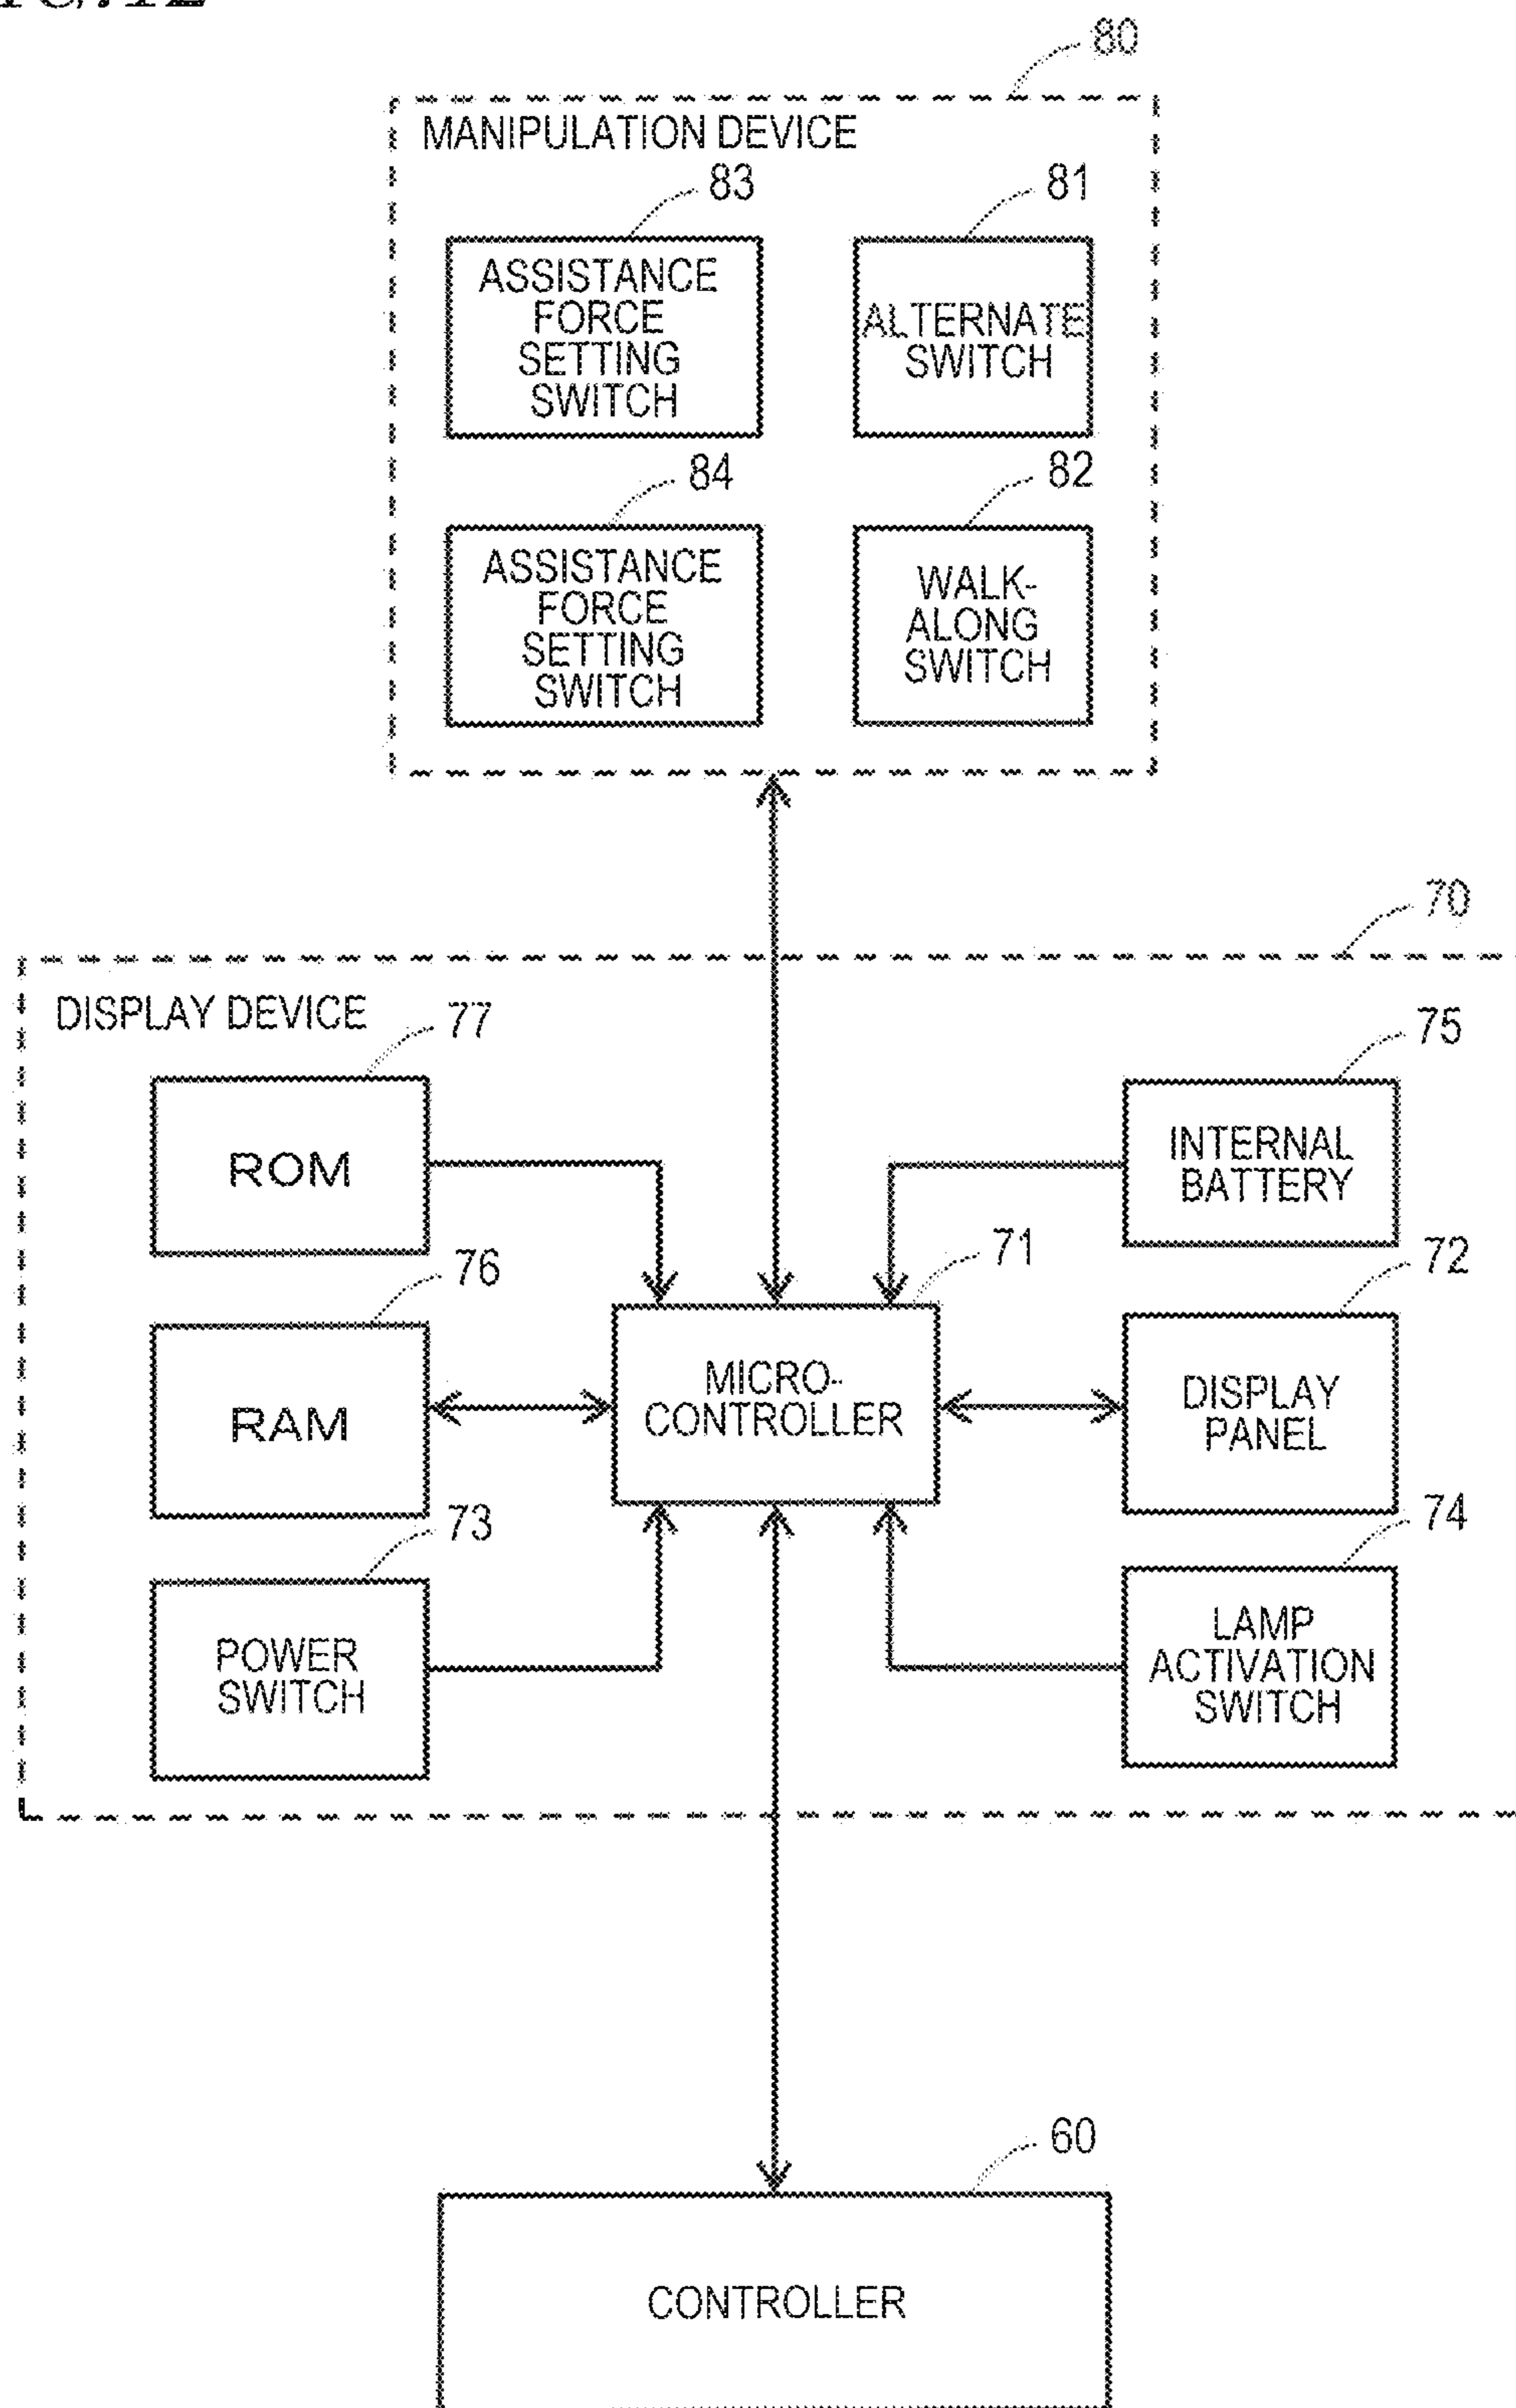 80
MANIPULATION DEVICE
83
81
ASSISTANCE
FORCE
SETTING
SWITCH
ALTERNATE
SWITCH
84
82
ASSISTANCE
FORCE
SETTING
SWITCH
WALK-
ALONG
SWITCH
70
DISPLAY DEVICE
77
75
ROM
INTERNAL
BATTERY
76
71
72
RAM
MICRO-
CONTROLLER
DISPLAY
PANEL
73
74
POWER
SWITCH
LAMP
ACTIVATION
SWITCH
60
CONTROLLER